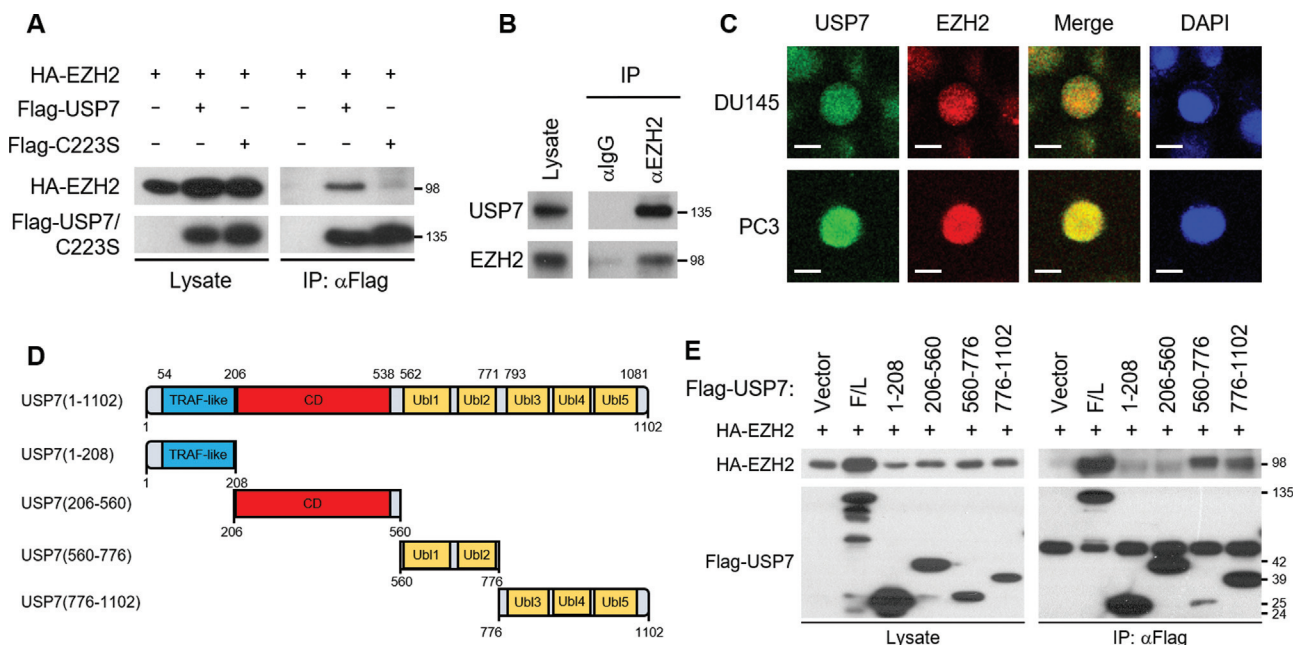 A
HA-EZH2 + + + + + +
Flag-USP7 – + – – + –
Flag-C223S – – + – – +
HA-EZH2
98
Flag-USP7/
C223S
135
Lysate
IP: αFlag
B
IP
Lysate
αIgG
αEZH2
USP7
135
EZH2
98
C
USP7 EZH2 Merge DAPI
DU145
PC3
D
54 206 538 562 771 793 1081
USP7(1-1102)
TRAF-like CD Ubl1 Ubl2 Ubl3 Ubl4 Ubl5
1 1102
USP7(1-208)
TRAF-like
1 208
USP7(206-560)
CD
206 560
USP7(560-776)
Ubl1 Ubl2
560 776
USP7(776-1102)
Ubl3 Ubl4 Ubl5
776 1102
E
Flag-USP7: Vector F/L 1-208 206-560 560-776 776-1102 Vector F/L 1-208 206-560 560-776 776-1102
HA-EZH2 + + + + + + + + + + + +
HA-EZH2
98
135
Flag-USP7
42
39
25
24
Lysate
IP: αFlag